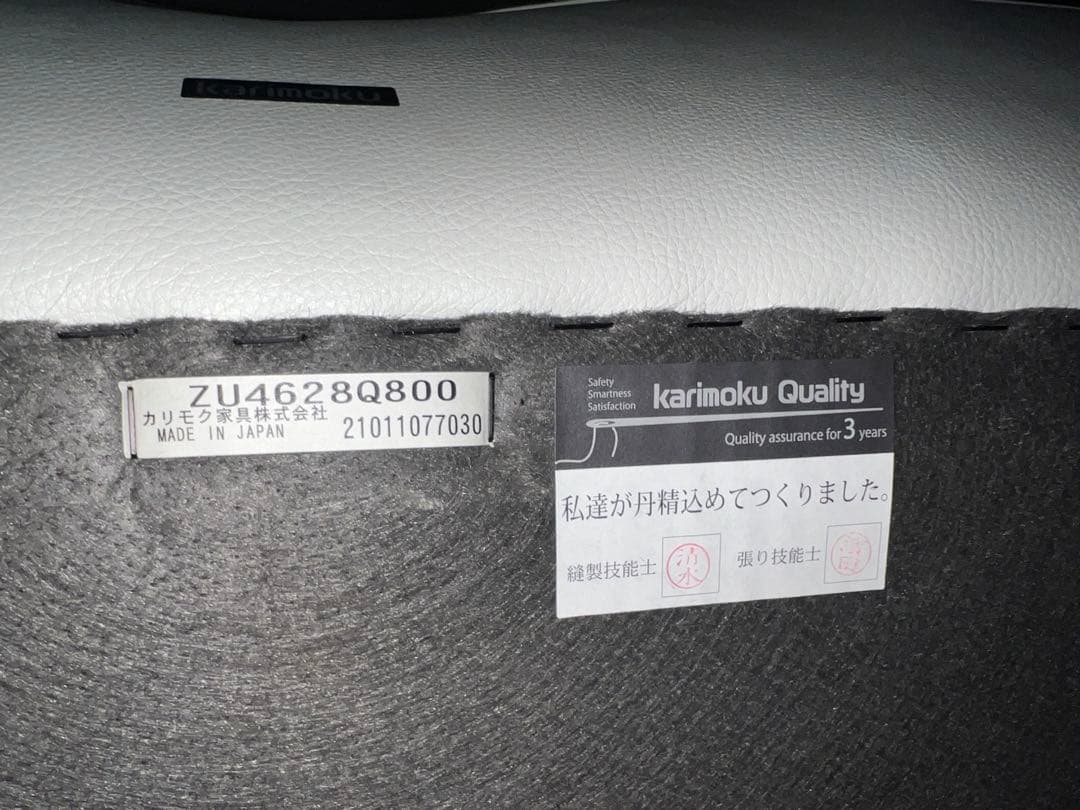 karimoku
ZU4628Q800
カリモク家具株式会社
MADE IN JAPAN 21011077030
Safety
Smartness
Satisfaction
karimoku Quality
Quality assurance for 3 years
私達が丹精込めてつくりました。
縫製技能士 清水
張り技能士